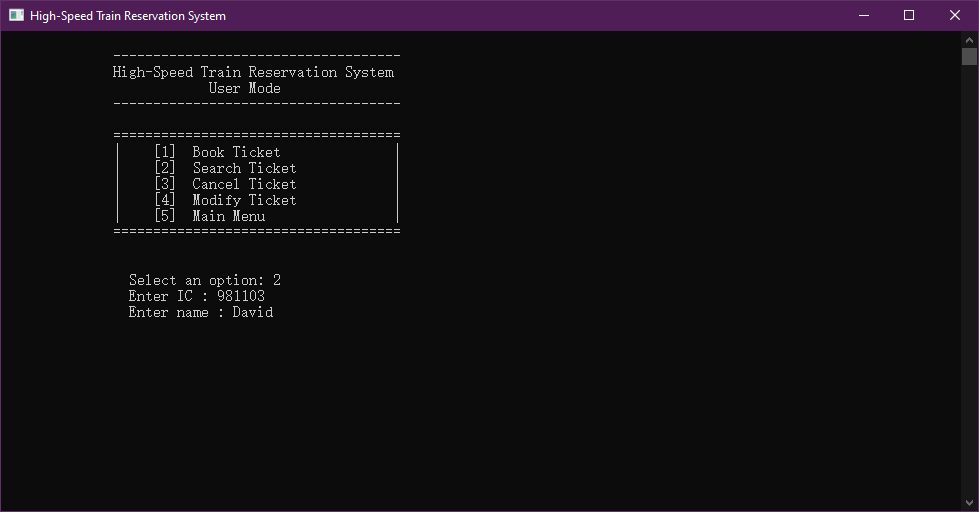 High-Speed Train Reservation System
------------------------------------
High-Speed Train Reservation System
User Mode
------------------------------------
====================================
| [1] Book Ticket |
| [2] Search Ticket |
| [3] Cancel Ticket |
| [4] Modify Ticket |
| [5] Main Menu |
====================================
Select an option: 2
Enter IC : 981103
Enter name : David